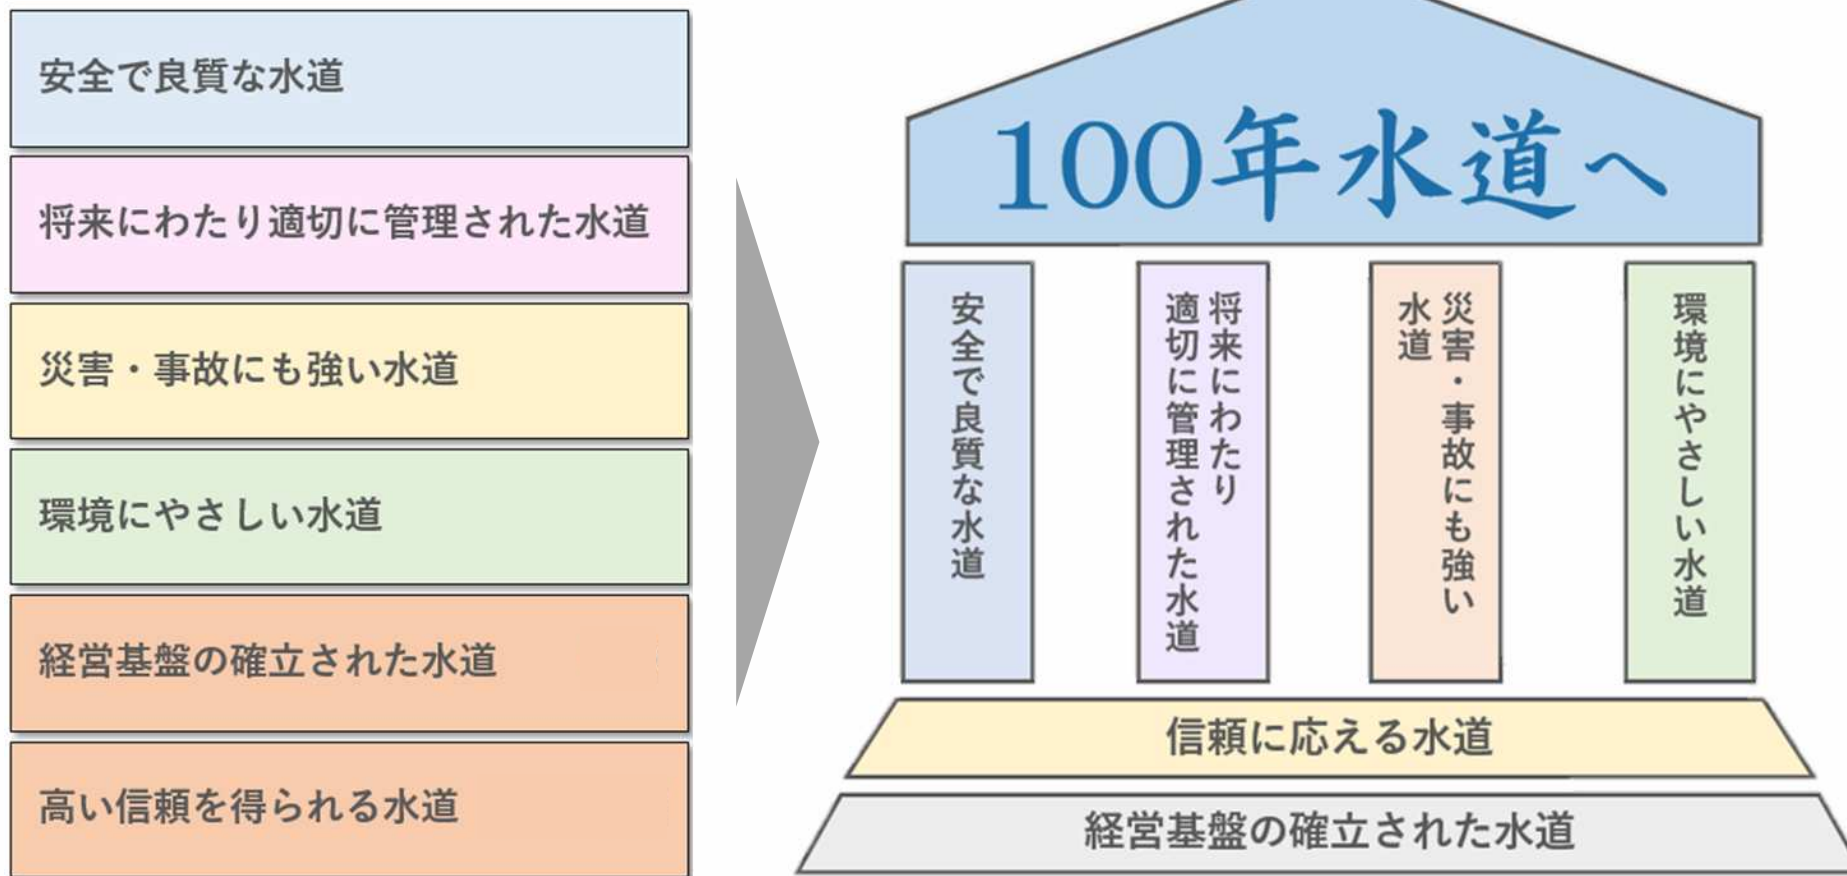 安全で良質な水道
将来にわたり適切に管理された水道
災害・事故にも強い水道
環境にやさしい水道
経営基盤の確立された水道
高い信頼を得られる水道
100年水道へ
安全で良質な水道
将来にわたり
適切に管理された水道
災害・事故にも強い
水道
環境にやさしい水道
信頼に応える水道
経営基盤の確立された水道